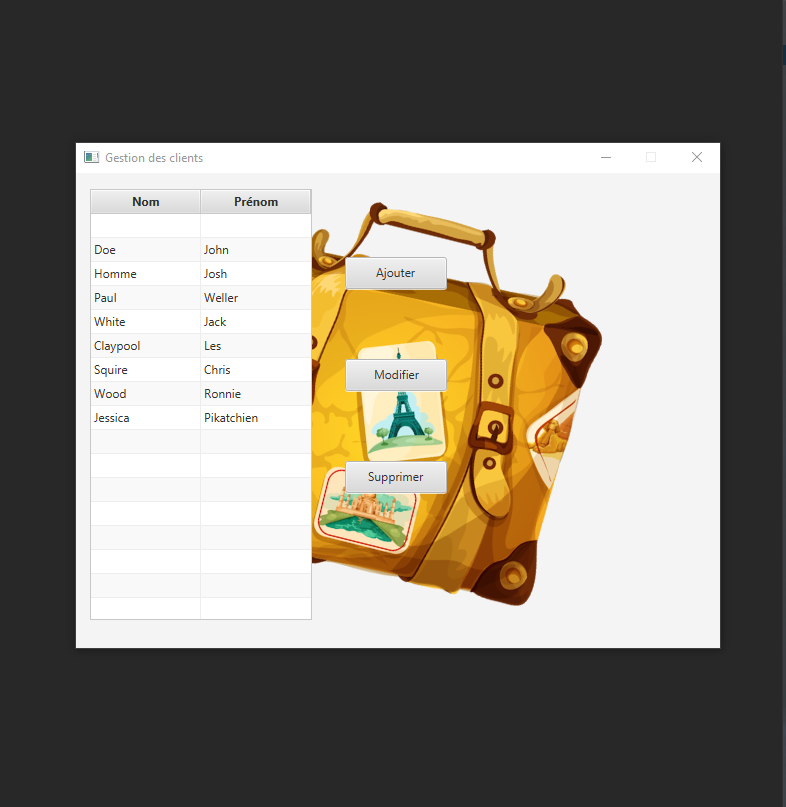 Gestion des clients
Nom Prénom
Doe John
Homme Josh
Paul Weller
White Jack
Claypool Les
Squire Chris
Wood Ronnie
Jessica Pikatchien
Ajouter
Modifier
Supprimer